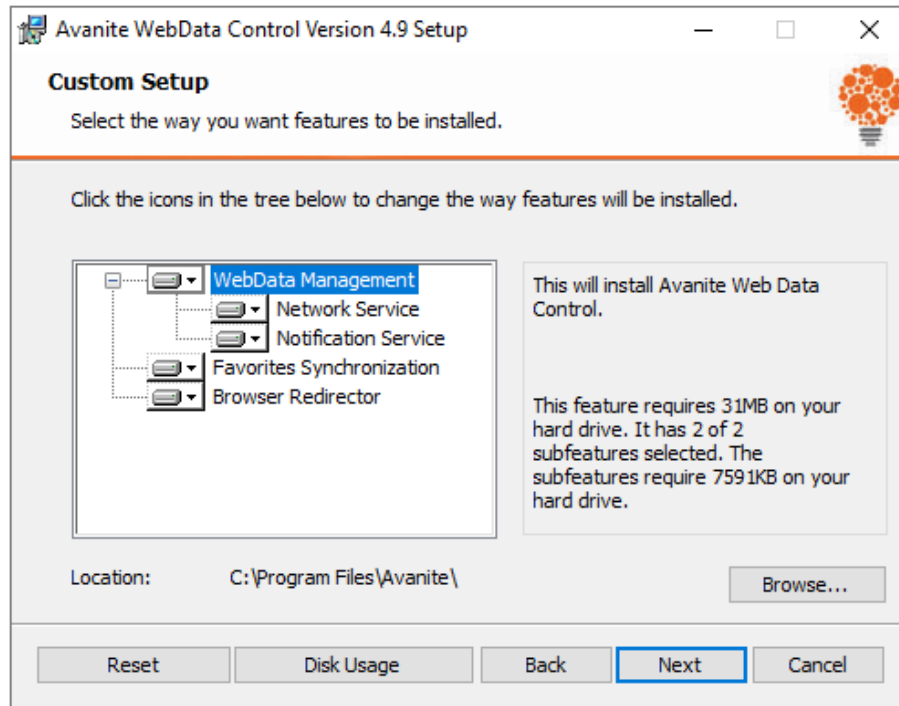 Avanite WebData Control Version 4.9 Setup
Custom Setup
Select the way you want features to be installed.
Click the icons in the tree below to change the way features will be installed.
WebData Management
Network Service
Notification Service
Favorites Synchronization
Browser Redirector
This will install Avanite Web Data
Control.
This feature requires 31MB on your
hard drive. It has 2 of 2
subfeatures selected. The
subfeatures require 7591KB on your
hard drive.
Location: C:\Program Files\Avanite\
Browse...
Reset Disk Usage Back Next Cancel